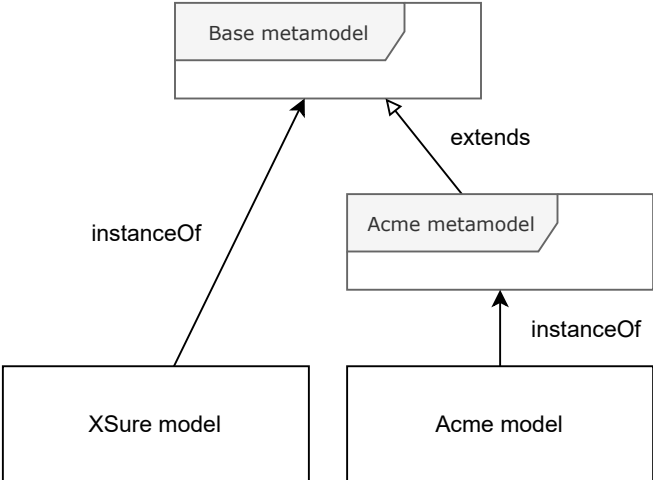 Base metamodel
extends
Acme metamodel
instanceOf
instanceOf
XSure model
Acme model